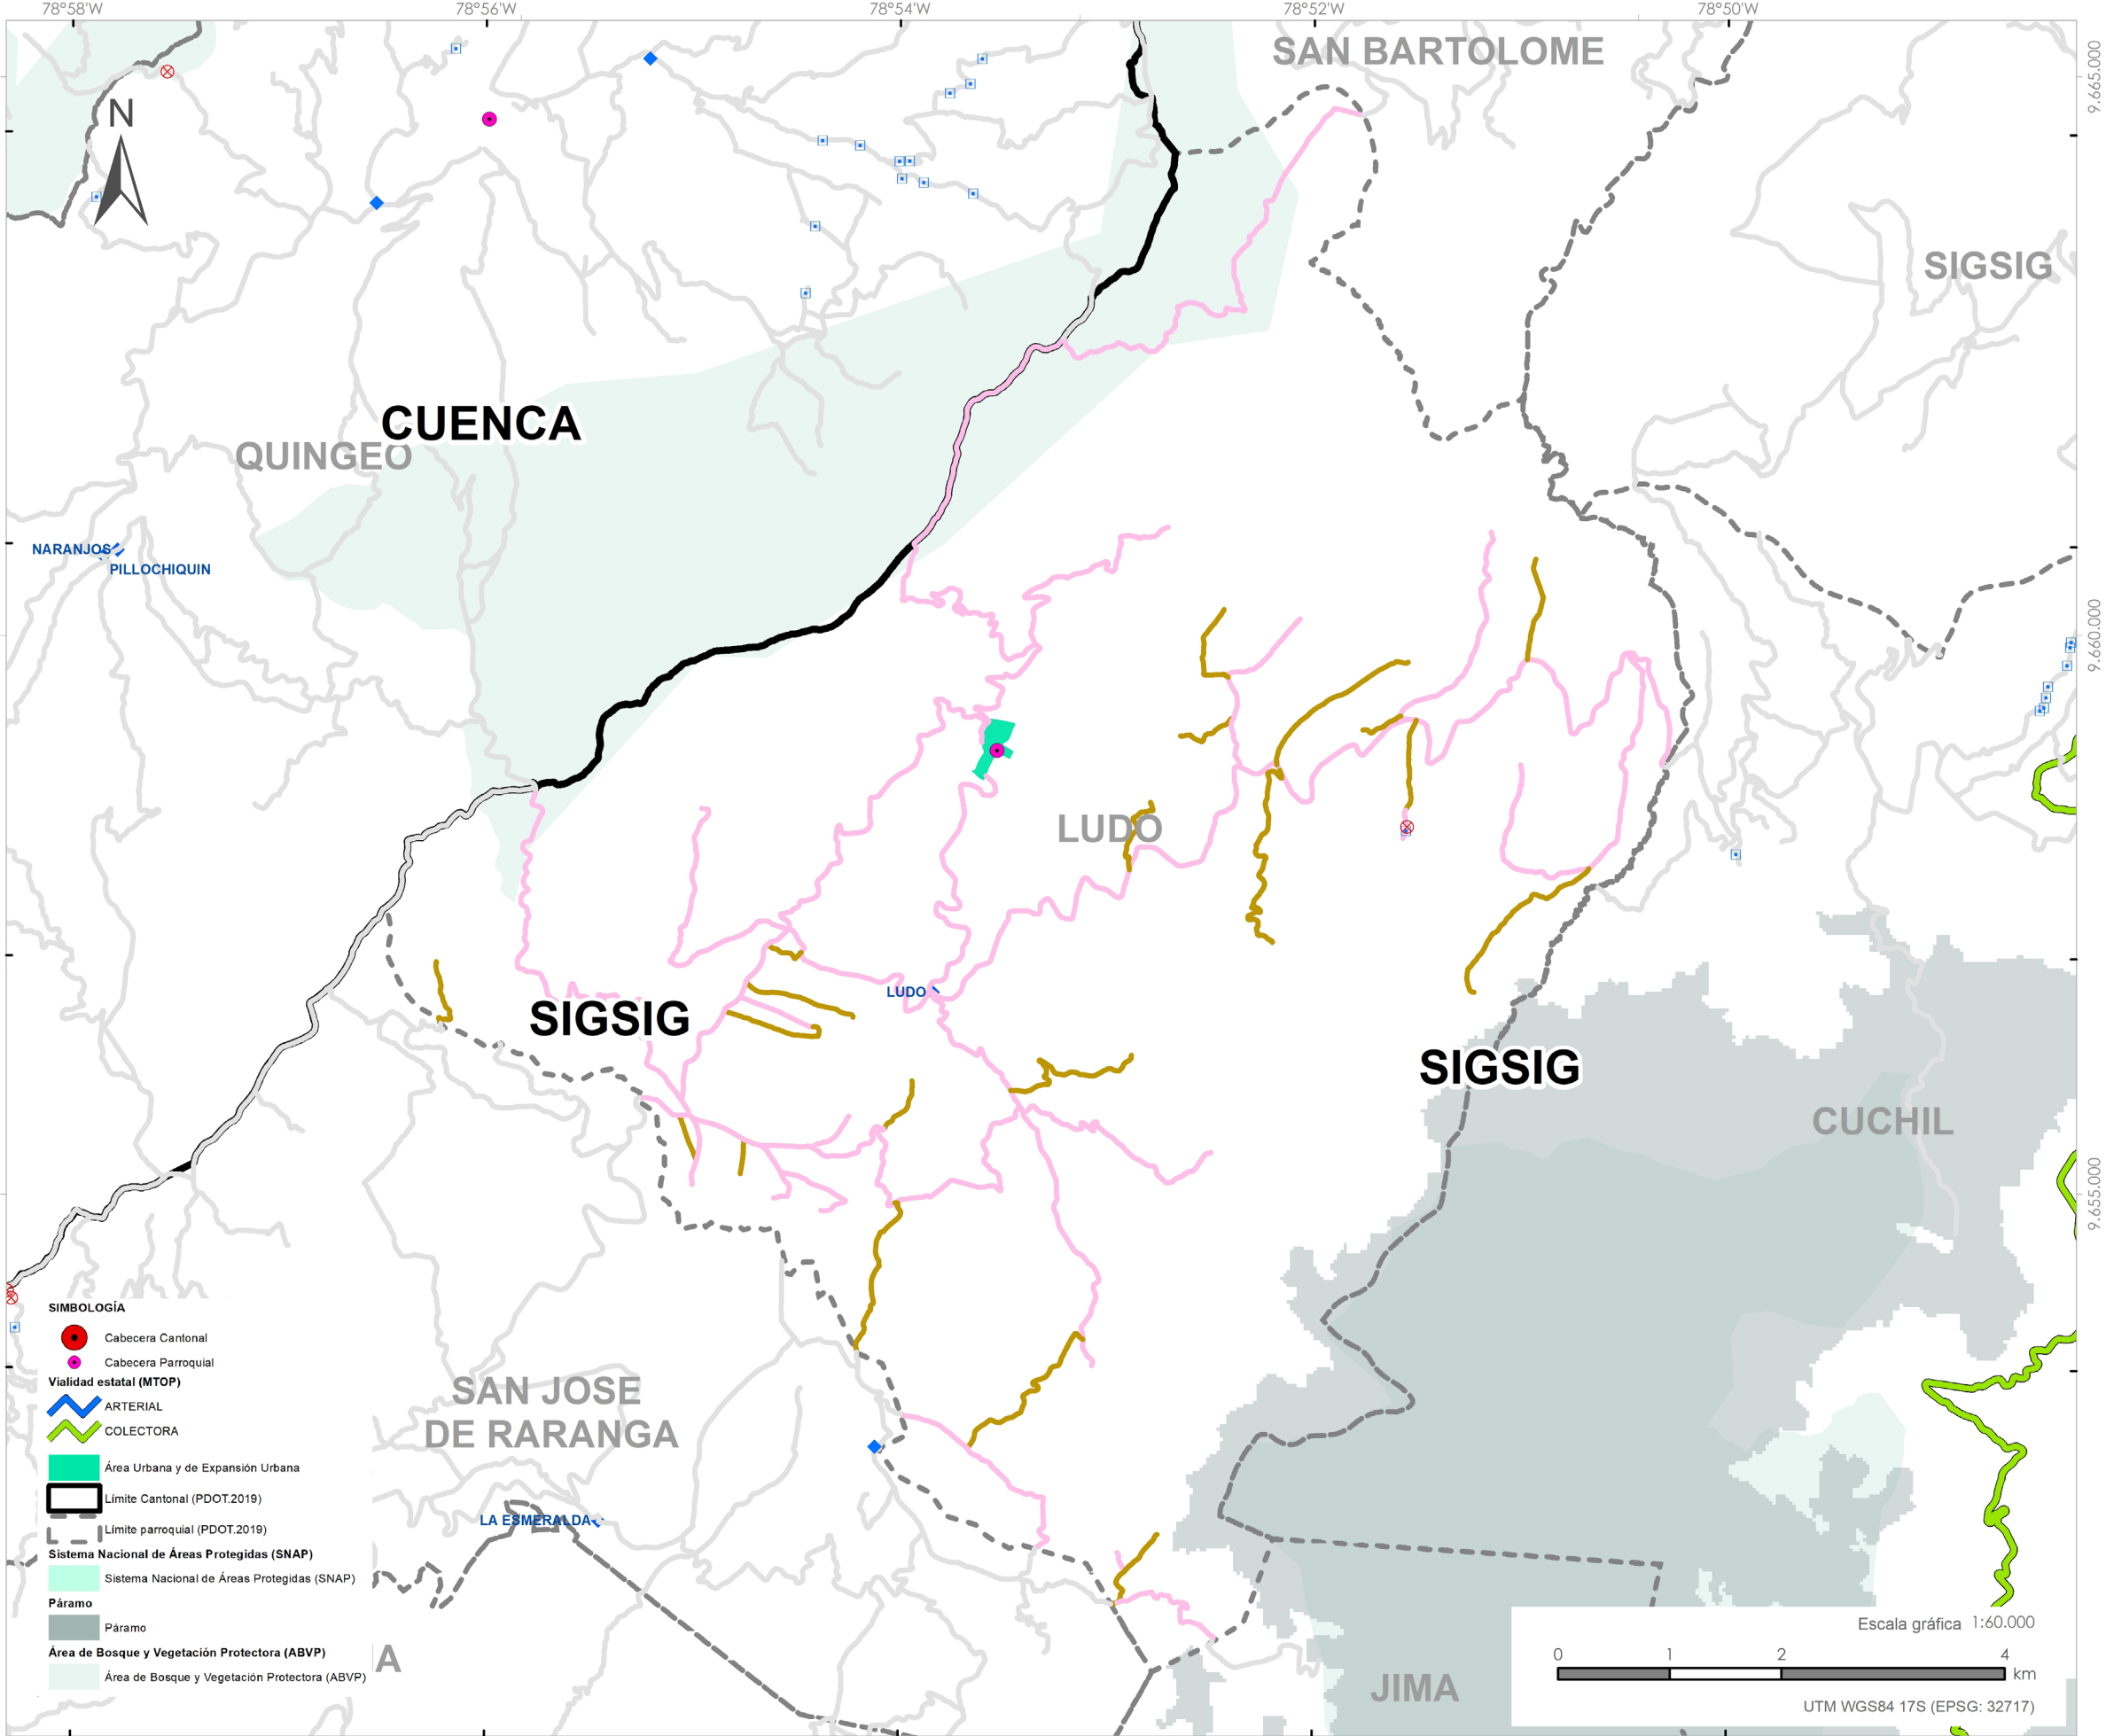 78°58'W
78°56'W
78°54'W
78°52'W
78°50'W
SAN BARTOLOME
9.665.000
N
SIGSIG
CUENCA
QUINGEO
NARANJOS
PILLOCHIQUIN
9.660.000
LUDO
LUDO
SIGSIG
SIGSIG
CUCHIL
9.655.000
SIMBOLOGÍA
Cabecera Cantonal
Cabecera Parroquial
Vialidad estatal (MTOP)
ARTERIAL
COLECTORA
Área Urbana y de Expansión Urbana
Límite Cantonal (PDOT.2019)
Límite parroquial (PDOT.2019)
Sistema Nacional de Áreas Protegidas (SNAP)
Sistema Nacional de Áreas Protegidas (SNAP)
Páramo
Páramo
Área de Bosque y Vegetación Protectora (ABVP)
Área de Bosque y Vegetación Protectora (ABVP)
SAN JOSE
DE RARANGA
LA ESMERALDA
A
JIMA
Escala gráfica 1:60.000
0 1 2 4
km
UTM WGS84 17S (EPSG: 32717)